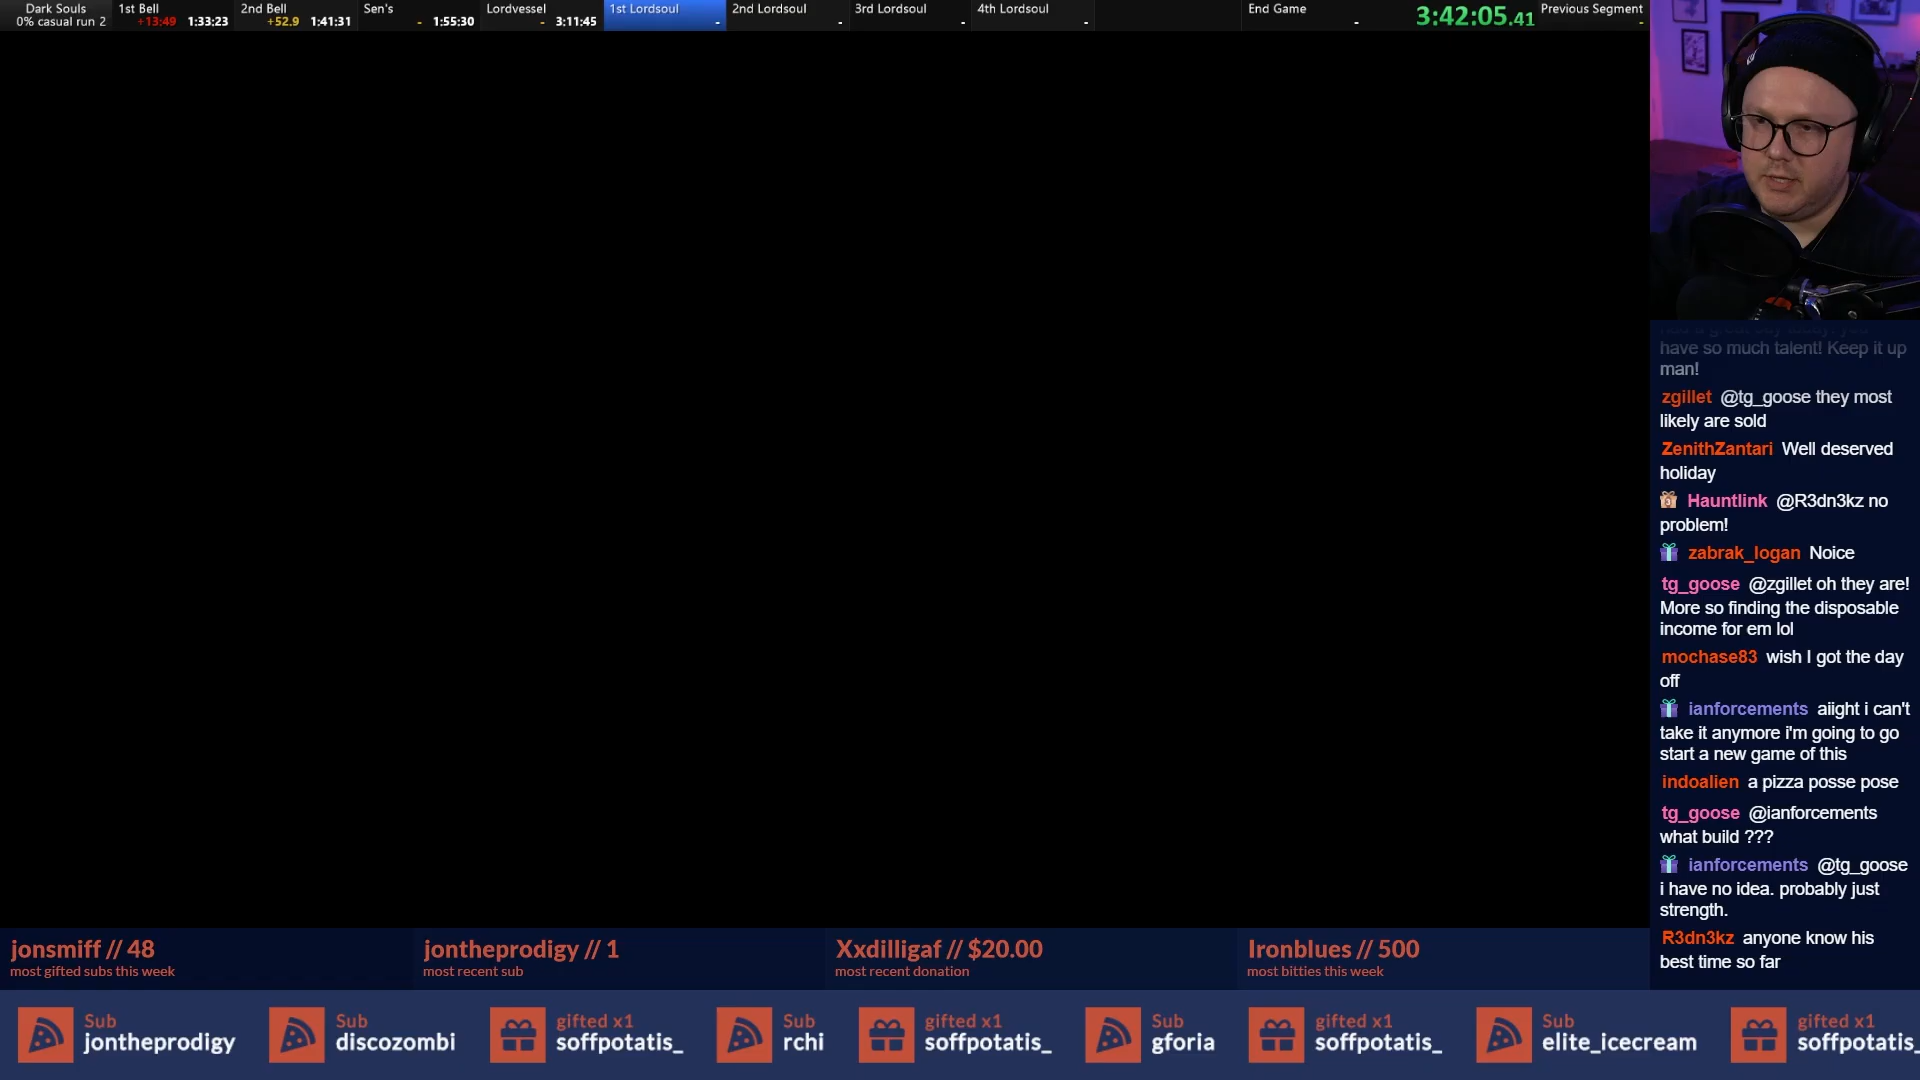 Dark Souls
0% casual run 2
1st Bell
+13:49 1:33:23
2nd Bell
+52.9 1:41:31
Sen's
- 1:55:30
Lordvessel
- 3:11:45
1st Lordsoul
-
2nd Lordsoul
-
3rd Lordsoul
-
4th Lordsoul
-
End Game
-
3:42:05.41
Previous Segment
-
have so much talent! Keep it up
man!
zgillet @tg_goose they most
likely are sold
ZenithZantari Well deserved
holiday
Hauntlink @R3dn3kz no
problem!
zabrak_logan Noice
tg_goose @zgillet oh they are!
More so finding the disposable
income for em lol
mochase83 wish I got the day
off
ianforcements aiight i can't
take it anymore i'm going to go
start a new game of this
indoalien a pizza posse pose
tg_goose @ianforcements
what build ???
ianforcements @tg_goose
i have no idea. probably just
strength.
R3dn3kz anyone know his
best time so far
jonsmiff // 48
most gifted subs this week
jontheprodigy // 1
most recent sub
Xxdilligaf // $20.00
most recent donation
Ironblues // 500
most bitties this week
Sub
jontheprodigy
Sub
discozombi
gifted x1
soffpotatis_
Sub
rchi
gifted x1
soffpotatis_
Sub
gforia
gifted x1
soffpotatis_
Sub
elite_icecream
gifted x1
soffpotatis_